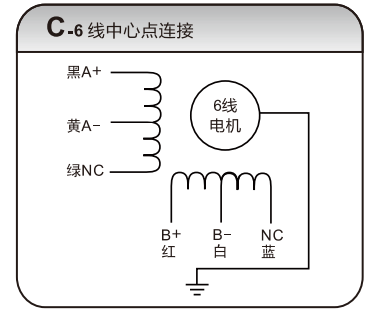 C-6 线中心点连接
黑A+
黄A-
绿NC
6线
电机
B+ B- NC
红 白 蓝